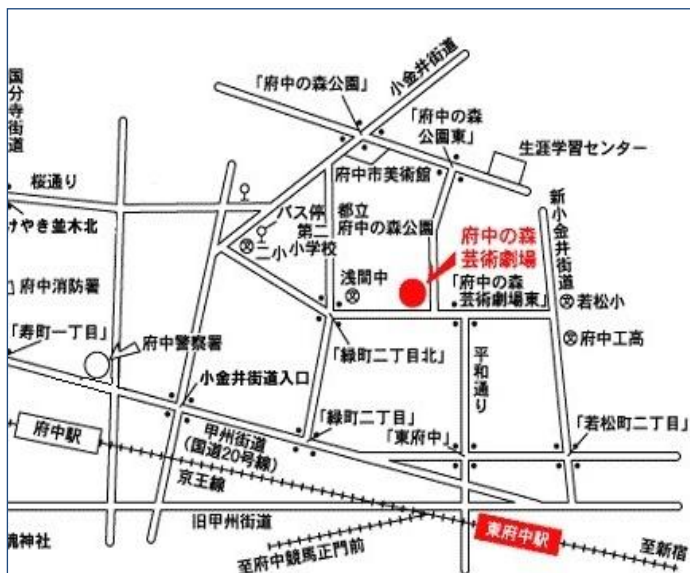 国分寺街道
小金井街道
「府中の森公園」
「府中の森
公園東」
生涯学習センター
桜通り
府中市美術館
けやき並木北
バス停
第二
小学校
二小
都立
府中の森公園
府中の森
芸術劇場
新小金井街道
府中消防署
浅間中
「府中の森
芸術劇場東」
若松小
「寿町一丁目」
府中警察署
「緑町二丁目北」
府中工高
平和通り
小金井街道入口
「緑町二丁目」
「東府中」
「若松町二丁目」
府中駅
甲州街道
(国道20号線)
京王線
旧甲州街道
東府中駅
魂神社
至府中競馬正門前
至新宿